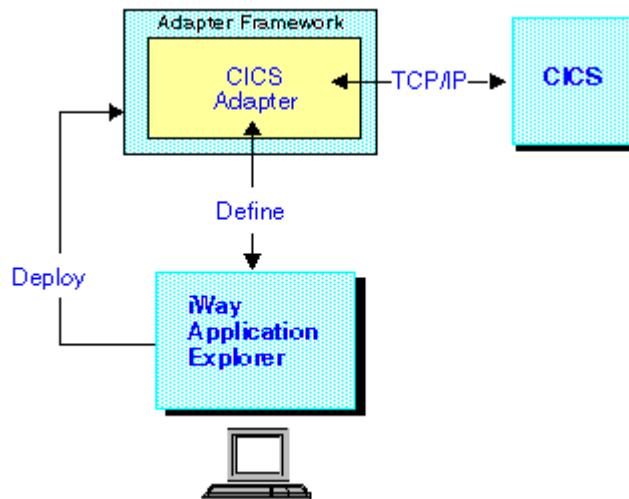 Adapter Framework
CICS
Adapter
TCP/IP
CICS
Define
Deploy
iWay
Application
Explorer